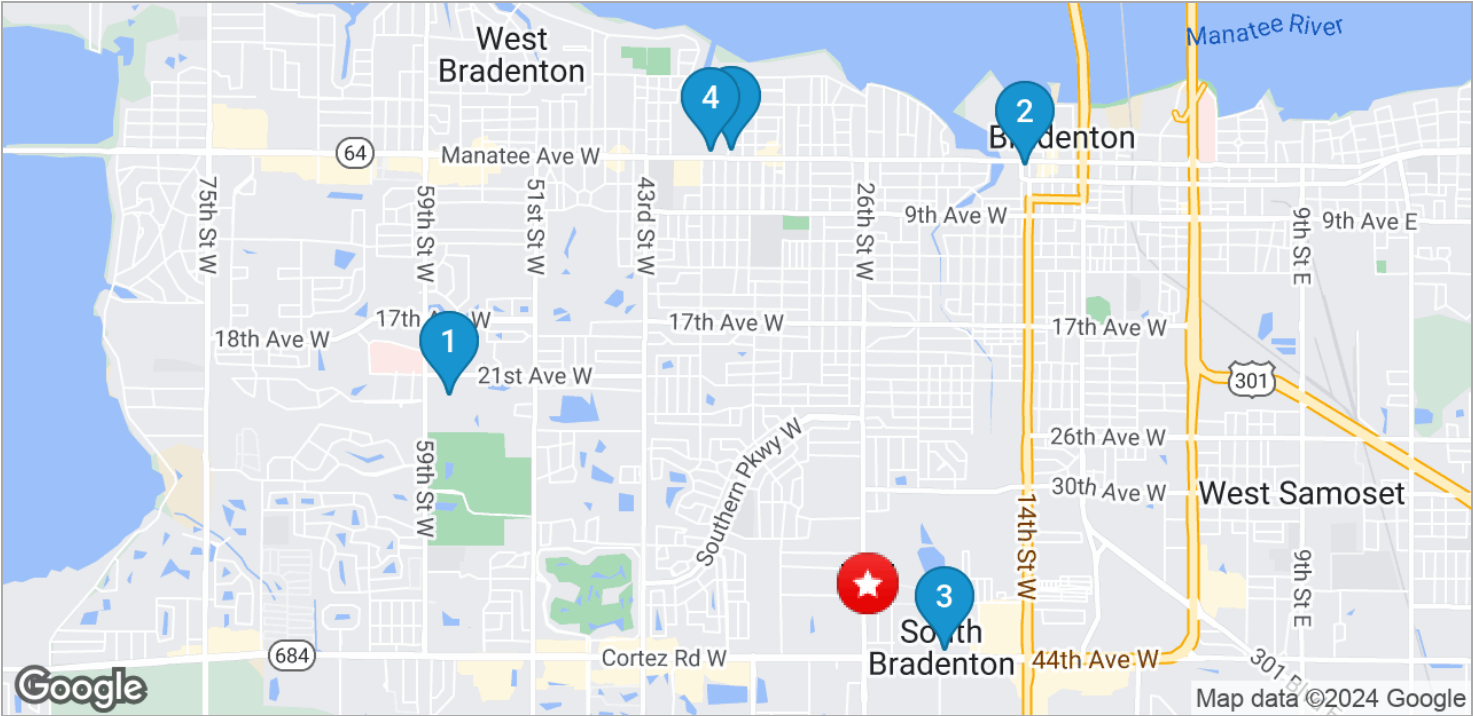 West
Bradenton
Manatee River
4
2
Bradenton
64
Manatee Ave W
75th St W
59th St W
51st St W
43rd St W
26th St W
9th Ave W
9th St E
9th Ave E
1
17th Ave W
18th Ave W
17th Ave W
17th Ave W
21st Ave W
301
59th St W
Southern Pkwy W
26th Ave W
30th Ave W
West Samoset
14th St W
9th St E
3
South
Bradenton
684
Cortez Rd W
44th Ave W
301
Google
Map data ©2024 Google